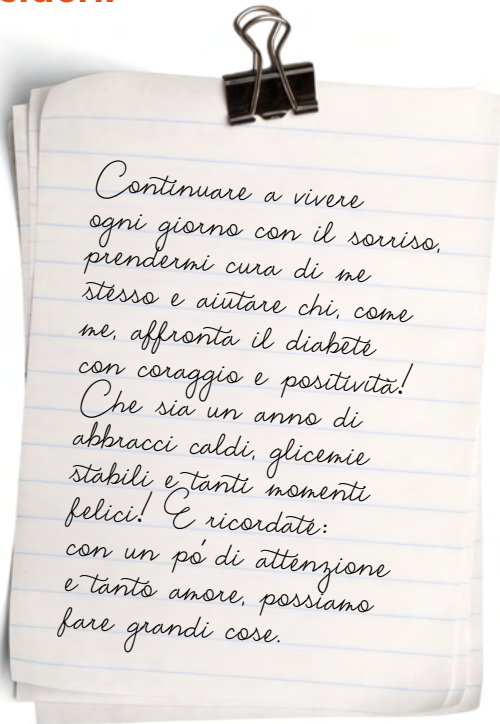 Continuare a vivere
ogni giorno con il sorriso,
prendermi cura di me
stesso e aiutare chi, come
me, affronta il diabete
con coraggio e positività!
Che sia un anno di
abbracci caldi, glicemie
stabili e tanti momenti
felici! E ricordate:
con un pó di attenzione
e tanto amore, possiamo
fare grandi cose.